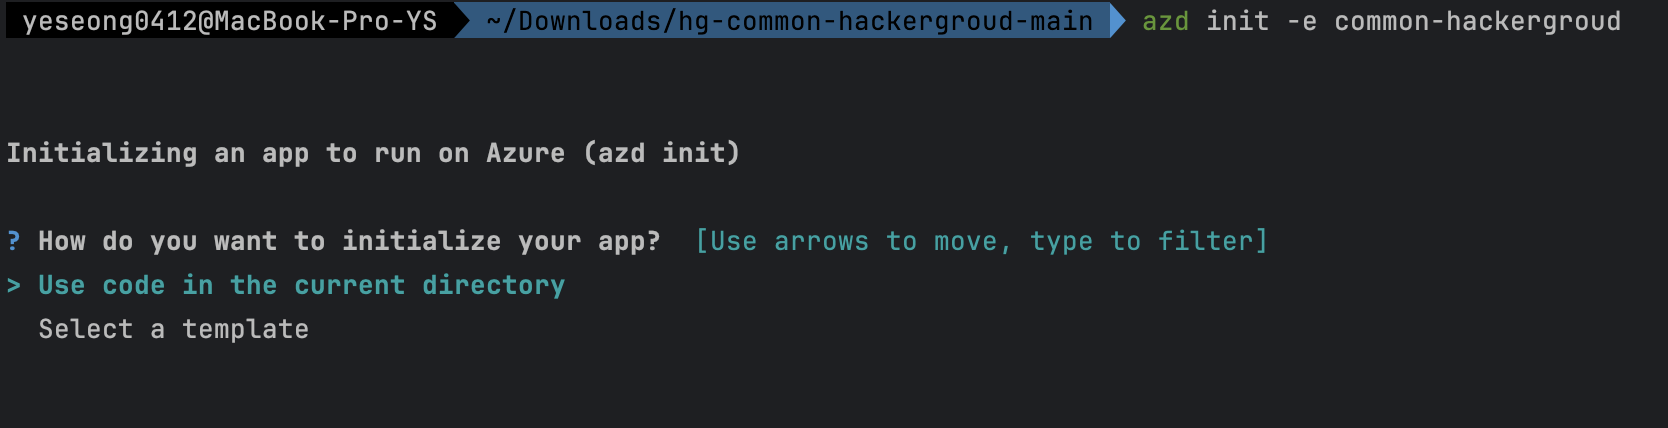 yeseong0412@MacBook-Pro-YS ~/Downloads/hg-common-hackergroud-main azd init -e common-hackergroud
Initializing an app to run on Azure (azd init)
? How do you want to initialize your app? [Use arrows to move, type to filter]
> Use code in the current directory
Select a template